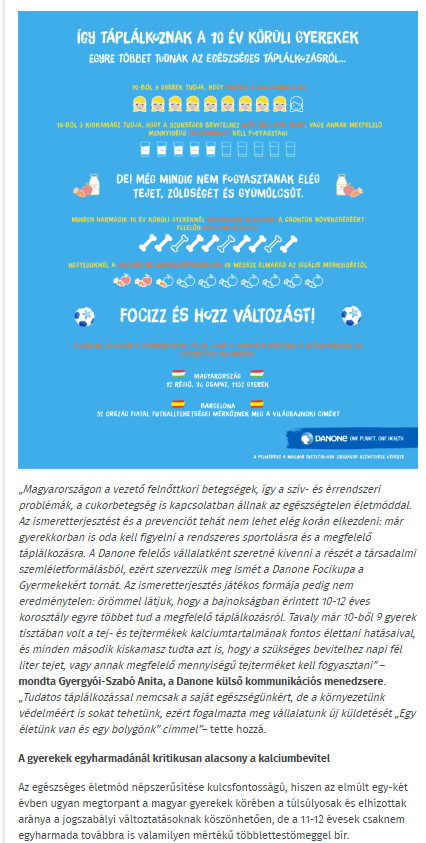 ÍGY TÁPLÁLKOZNAK A 10 ÉV KÖRÜLI GYEREKEK
EGYRE TÖBBET TUDNAK AZ EGÉSZSÉGES TÁPLÁLKOZÁSRÓL...
10-BŐL 9 GYEREK TUDJA, HOGY
10-BŐL 5 KISKAMASZ TUDJA, HOGY A SZÜKSÉGES BEVITELHEZ VAGY ANNAK MEGFELELŐ
MENNYISÉGŰ KELL FOGYASZTANI
DE! MÉG MINDIG NEM FOGYASZTANAK ELÉG
TEJET, ZÖLDSÉGET ÉS GYÜMÖLCSÖT.
MINDEN HARMADIK 10 ÉV KÖRÜLI GYEREKNÉL A CSONTOK NÖVEKEDÉSÉÉRT
FELELŐS
NEGYEDÜKNÉL A IS MESSZE ELMARAD AZ IDEÁLIS MENNYISÉGTŐL
FOCIZZ ÉS HOZZ VÁLTOZÁST!
MAGYARORSZÁG
CSAPAT, GYEREK
BARCELONA
ORSZÁG FIATAL FUTBALLTEHETSÉGEI MÉRKŐZNEK MEG A VILÁGBAJNOKI CÍMÉRT
DANONE ONE PLANET. ONE HEALTH
A FELMÉRÉST A MAGYAR DIETETIKUSOK ORSZÁGOS SZÖVETSÉGE VÉGEZTE.
„Magyarországon a vezető felnőttkori betegségek, így a szív- és érrendszeri
problémák, a cukorbetegség is kapcsolatban állnak az egészségtelen életmóddal.
Az ismeretterjesztést és a prevenciót tehát nem lehet elég korán elkezdeni: már
gyerekkorban is oda kell figyelni a rendszeres sportolásra és a megfelelő
táplálkozásra. A Danone felelős vállalatként szeretné kivenni a részét a társadalmi
szemléletformálásból, ezért szervezzük meg ismét a Danone Focikupa a
Gyermekekért tornát. Az ismeretterjesztés játékos formája pedig nem
eredménytelen: örömmel látjuk, hogy a bajnokságban érintett 10-12 éves
korosztály egyre többet tud a megfelelő táplálkozásról. Tavaly már 10-ből 9 gyerek
tisztában volt a tej- és tejtermékek kalciumtartalmának fontos élettani hatásaival,
és minden második kiskamasz tudta azt is, hogy a szükséges bevitelhez napi fél
liter tejet, vagy annak megfelelő mennyiségű tejterméket kell fogyasztani” –
mondta Gyergyói-Szabó Anita, a Danone külső kommunikációs menedzsere.
„Tudatos táplálkozással nemcsak a saját egészségünkért, de a környezetünk
védelméért is sokat tehetünk, ezért fogalmazta meg vállalatunk új küldetését „Egy
életünk van és egy bolygónk” címmel”– tette hozzá.
A gyerekek egyharmadánál kritikusan alacsony a kalciumbevitel
Az egészséges életmód népszerűsítése kulcsfontosságú, hiszen az elmúlt egy-két
évben ugyan megtorpant a magyar gyerekek körében a túlsúlyosak és elhízottak
aránya a jogszabályi változtatásoknak köszönhetően, de a 11-12 évesek csaknem
egyharmada továbbra is valamilyen mértékű többlettestömeggel bír.